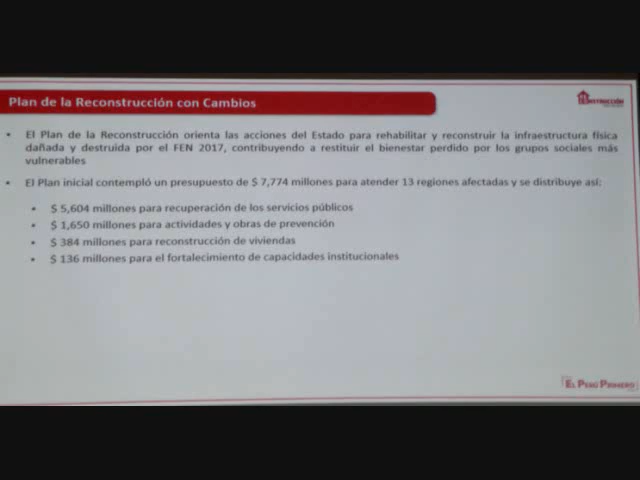 Plan de la Reconstrucción con Cambios
• El Plan de la Reconstrucción orienta las acciones del Estado para rehabilitar y reconstruir la infraestructura física
dañada y destruida por el FEN 2017, contribuyendo a restituir el bienestar perdido por los grupos sociales más
vulnerables
• El Plan inicial contempló un presupuesto de $ 7,774 millones para atender 13 regiones afectadas y se distribuye así:
• $ 5,604 millones para recuperación de los servicios públicos
• $ 1,650 millones para actividades y obras de prevención
• $ 384 millones para reconstrucción de viviendas
• $ 136 millones para el fortalecimiento de capacidades institucionales
EL PERÚ PRIMERO